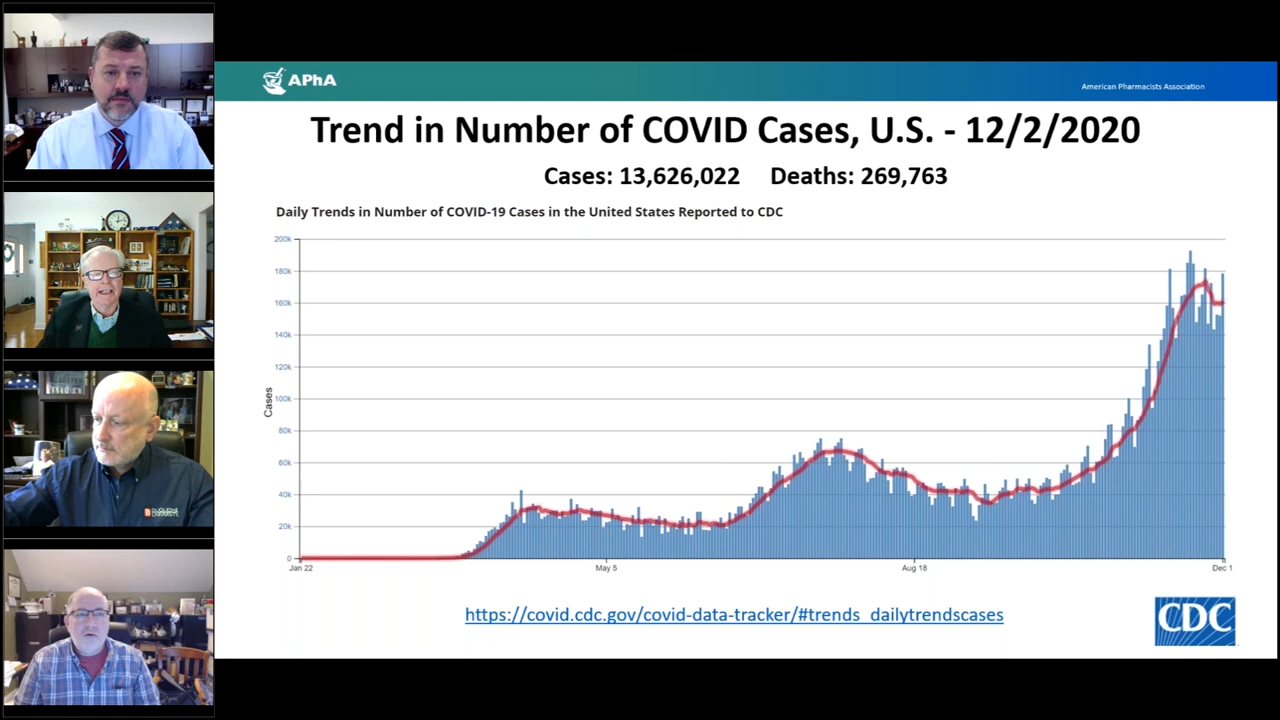 APhA
American Pharmacists Association
Trend in Number of COVID Cases, U.S. - 12/2/2020
Cases: 13,626,022 Deaths: 269,763
Daily Trends in Number of COVID-19 Cases in the United States Reported to CDC
200k
180k
160k
140k
120k
100k
80k
60k
40k
20k
0
Cases
Jan 22
May 5
Aug 18
Dec 1
https://covid.cdc.gov/covid-data-tracker/#trends_dailytrendscases
CDC
DUQUESNE
UNIVERSITY